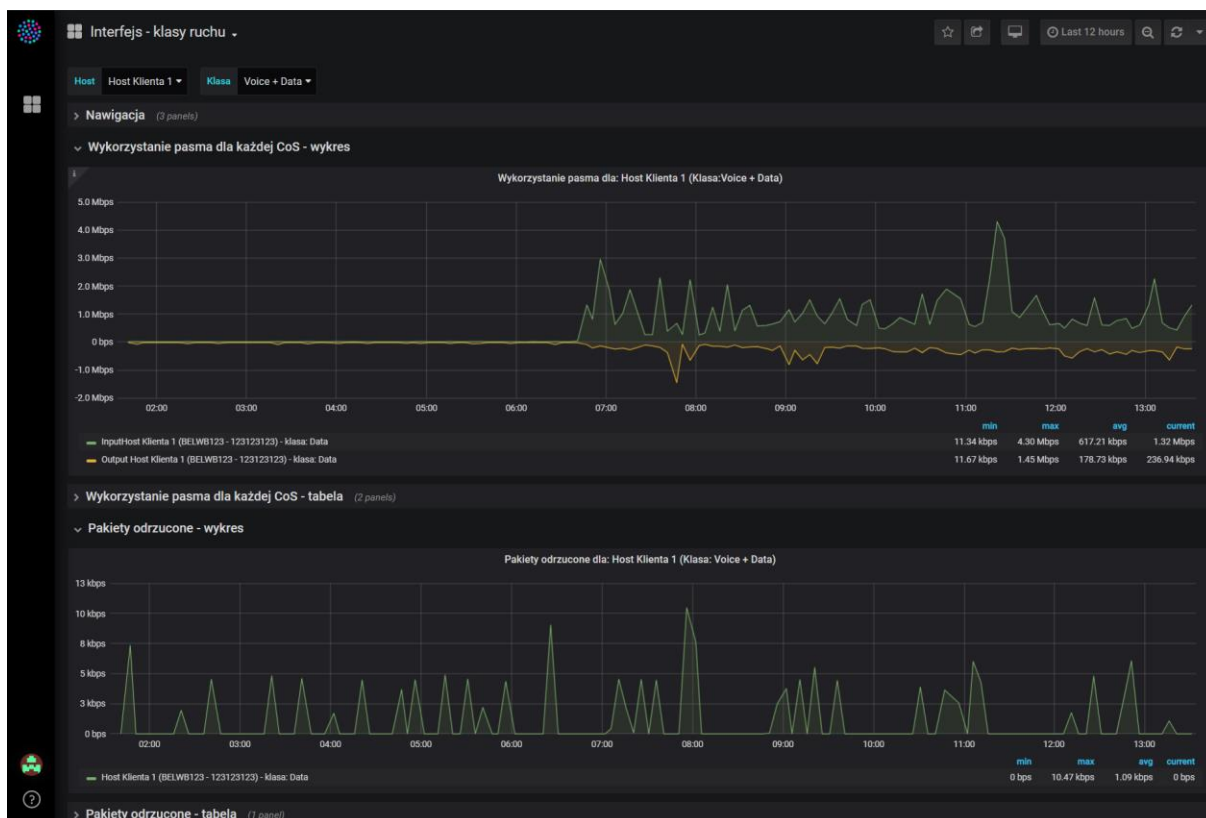 Interfejs - klasy ruchu
Last 12 hours
Host Host Klienta 1 Klasa Voice + Data
Nawigacja (3 panels)
Wykorzystanie pasma dla każdej CoS - wykres
i
Wykorzystanie pasma dla: Host Klienta 1 (Klasa:Voice + Data)
5.0 Mbps
4.0 Mbps
3.0 Mbps
2.0 Mbps
1.0 Mbps
0 bps
-1.0 Mbps
-2.0 Mbps
02:00 03:00 04:00 05:00 06:00 07:00 08:00 09:00 10:00 11:00 12:00 13:00
min max avg current
InputHost Klienta 1 (BELWB123 - 123123123) - klasa: Data 11.34 kbps 4.30 Mbps 617.21 kbps 1.32 Mbps
Output Host Klienta 1 (BELWB123 - 123123123) - klasa: Data 11.67 kbps 1.45 Mbps 178.73 kbps 236.94 kbps
Wykorzystanie pasma dla każdej CoS - tabela (2 panels)
Pakiety odrzucone - wykres
Pakiety odrzucone dla: Host Klienta 1 (Klasa: Voice + Data)
13 kbps
10 kbps
8 kbps
5 kbps
3 kbps
0 bps
02:00 03:00 04:00 05:00 06:00 07:00 08:00 09:00 10:00 11:00 12:00 13:00
min max avg current
Host Klienta 1 (BELWB123 - 123123123) - klasa: Data 0 bps 10.47 kbps 1.09 kbps 0 bps
?
Pakiety odrzucone - tabela (1 panel)